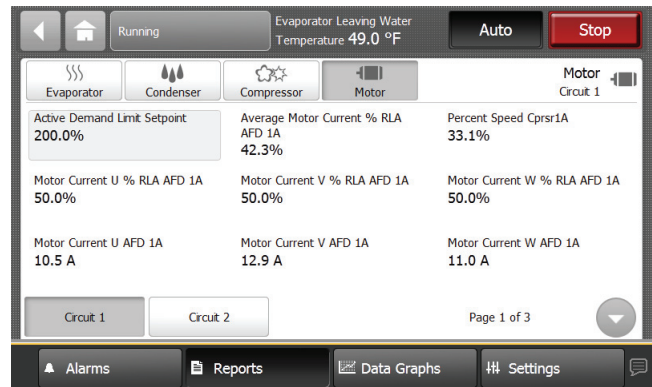 Running
Evaporator Leaving Water
Temperature 49.0 °F
Auto
Stop
Evaporator
Condenser
Compressor
Motor
Motor
Circuit 1
Active Demand Limit Setpoint
200.0%
Average Motor Current % RLA
AFD 1A
42.3%
Percent Speed Cprsr1A
33.1%
Motor Current U % RLA AFD 1A
50.0%
Motor Current V % RLA AFD 1A
50.0%
Motor Current W % RLA AFD 1A
50.0%
Motor Current U AFD 1A
10.5 A
Motor Current V AFD 1A
12.9 A
Motor Current W AFD 1A
11.0 A
Circuit 1
Circuit 2
Page 1 of 3
Alarms
Reports
Data Graphs
Settings